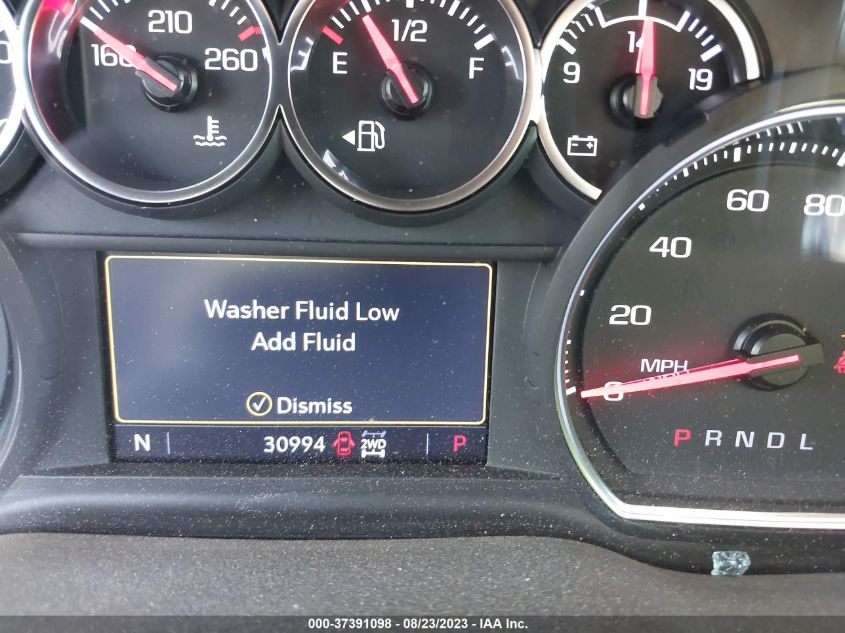 210
160
260
1/2
E
F
14
9
19
60
80
40
20
MPH
0
Washer Fluid Low
Add Fluid
Dismiss
N
30994
2WD
P
P R N D L
000-37391098 / 08/23/2023 - IAA Inc.